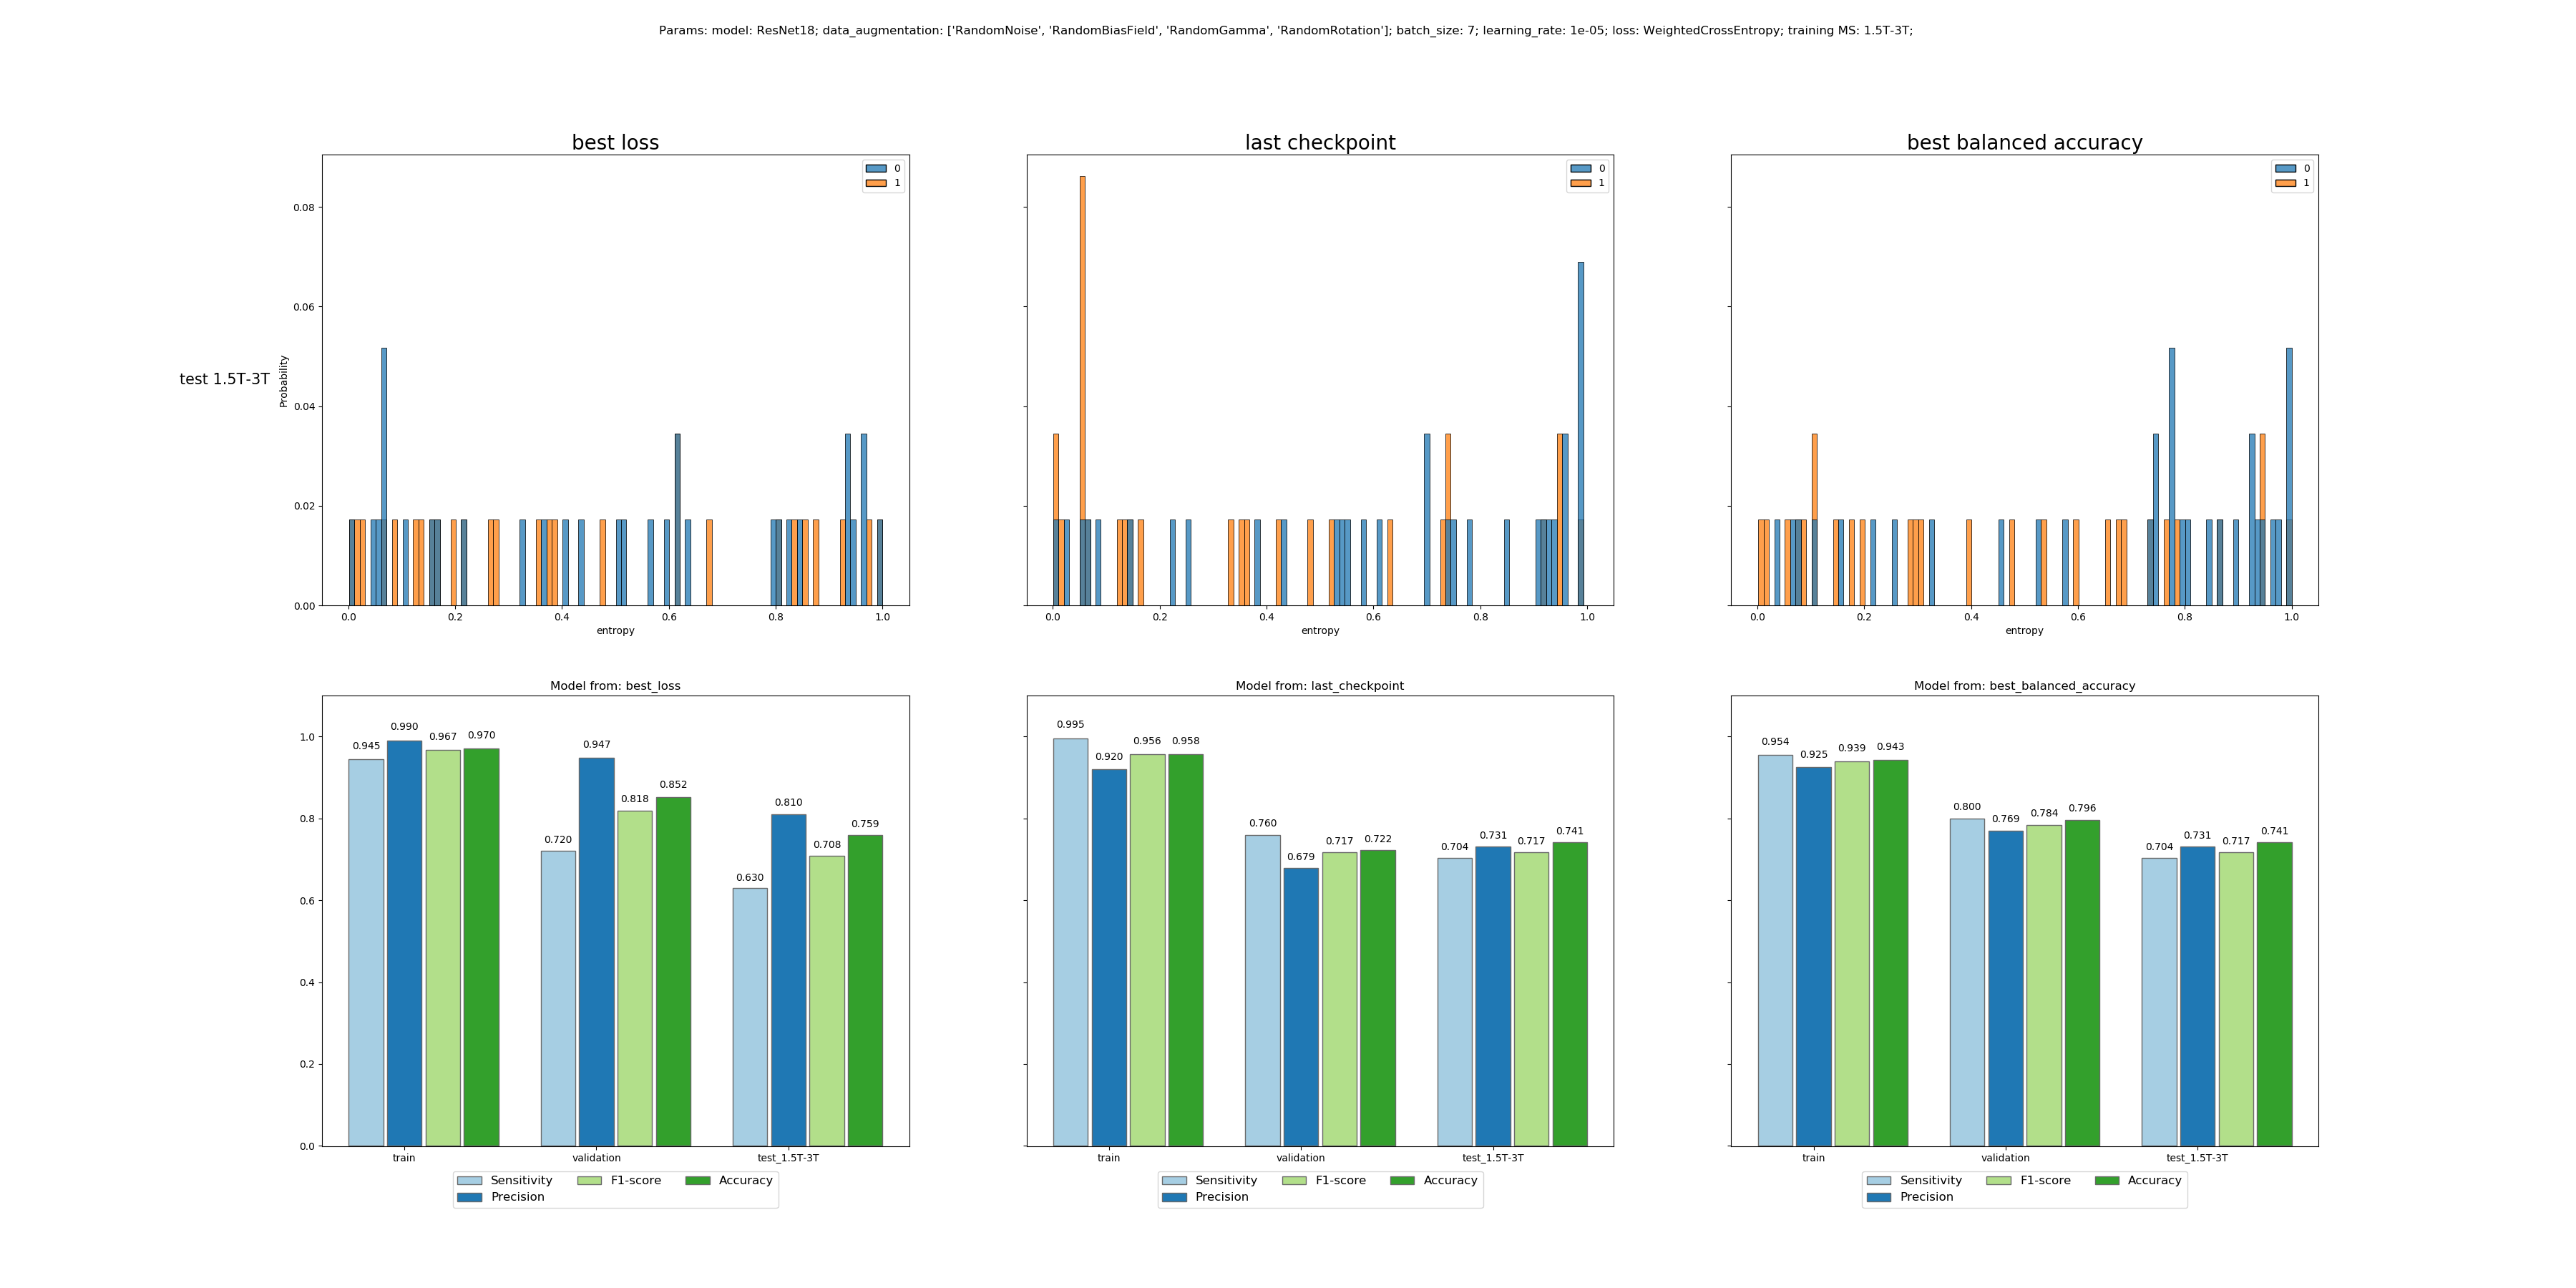 Params: model: ResNet18; data_augmentation: ['RandomNoise', 'RandomBiasField', 'RandomGamma', 'RandomRotation']; batch_size: 7; learning_rate: 1e-05; loss: WeightedCrossEntropy; training MS: 1.5T-3T;
best loss
last checkpoint
best balanced accuracy
test 1.5T-3T
Probability
0.08
0.06
0.04
0.02
0.00
0
1
0
1
0
1
0.0 0.2 0.4 0.6 0.8 1.0
entropy
0.0 0.2 0.4 0.6 0.8 1.0
entropy
0.0 0.2 0.4 0.6 0.8 1.0
entropy
Model from: best_loss
1.0
0.8
0.6
0.4
0.2
0.0
0.945 0.990 0.967 0.970
0.720 0.947 0.818 0.852
0.630 0.810 0.708 0.759
train validation test_1.5T-3T
Sensitivity F1-score Accuracy
Precision
Model from: last_checkpoint
0.995 0.920 0.956 0.958
0.760 0.679 0.717 0.722
0.704 0.731 0.717 0.741
train validation test_1.5T-3T
Sensitivity F1-score Accuracy
Precision
Model from: best_balanced_accuracy
0.954 0.925 0.939 0.943
0.800 0.769 0.784 0.796
0.704 0.731 0.717 0.741
train validation test_1.5T-3T
Sensitivity F1-score Accuracy
Precision